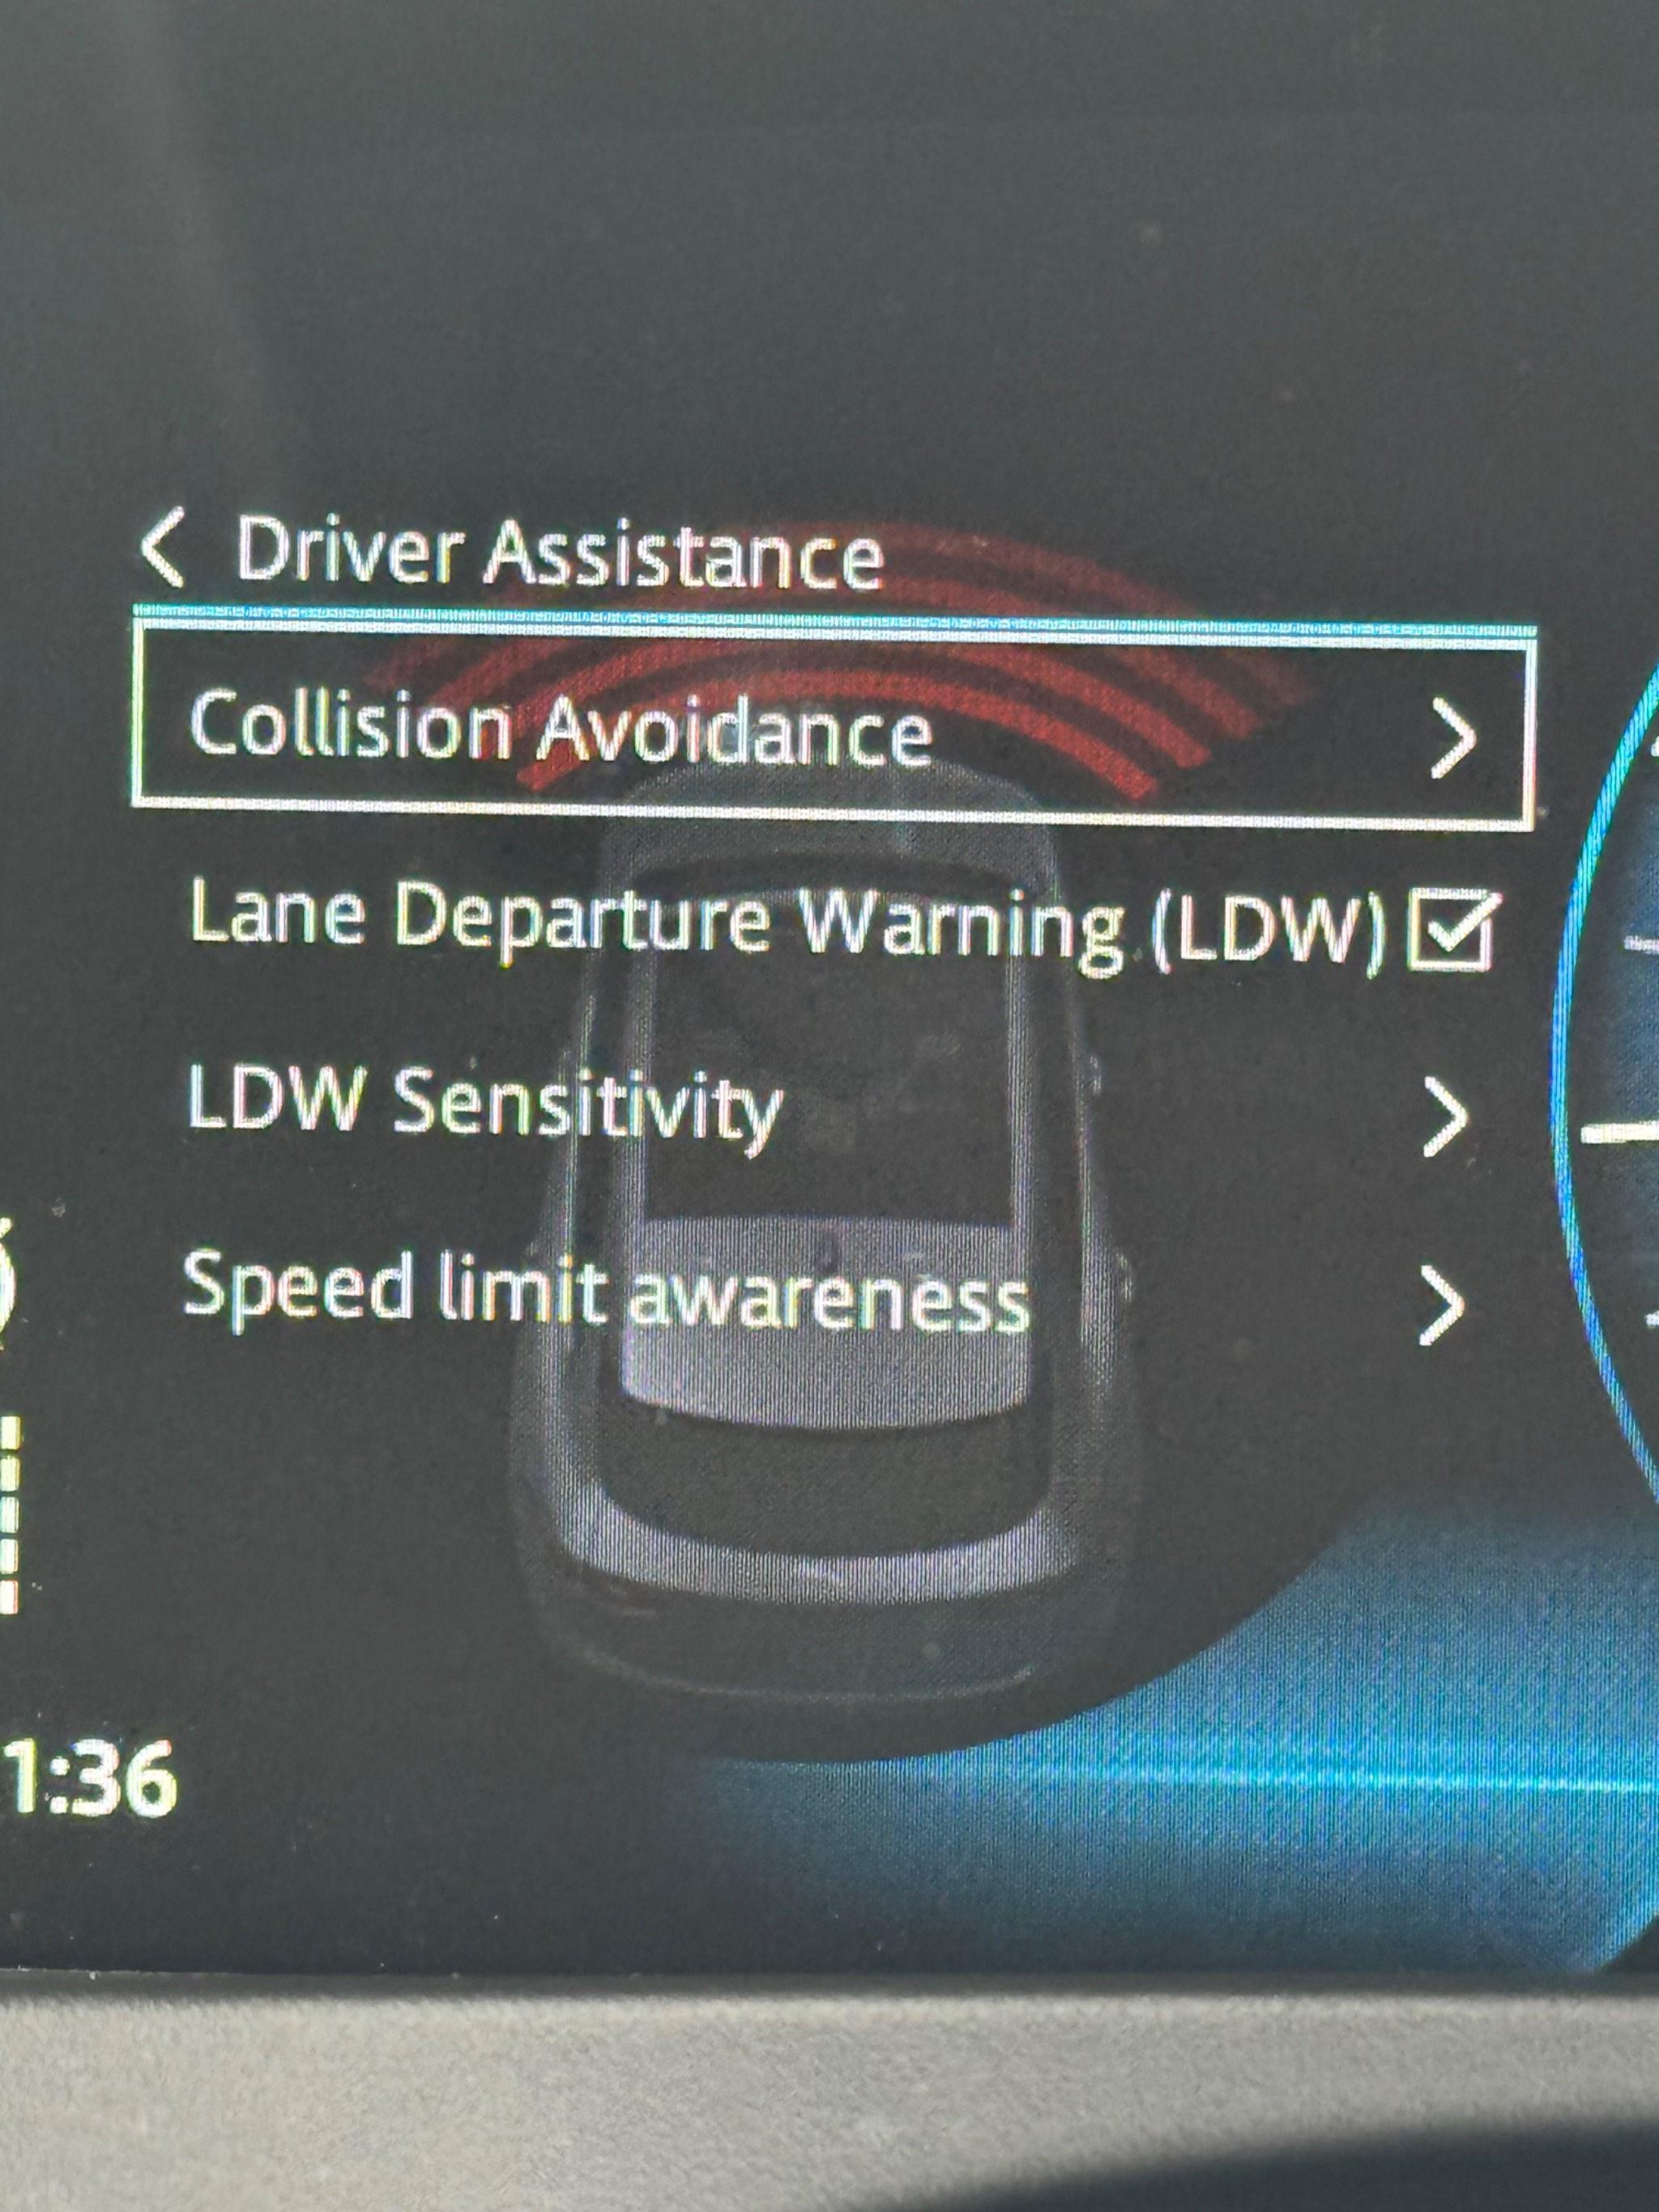 Driver Assistance
Collision Avoidance
Lane Departure Warning (LDW)
LDW Sensitivity
Speed limit awareness
1:36